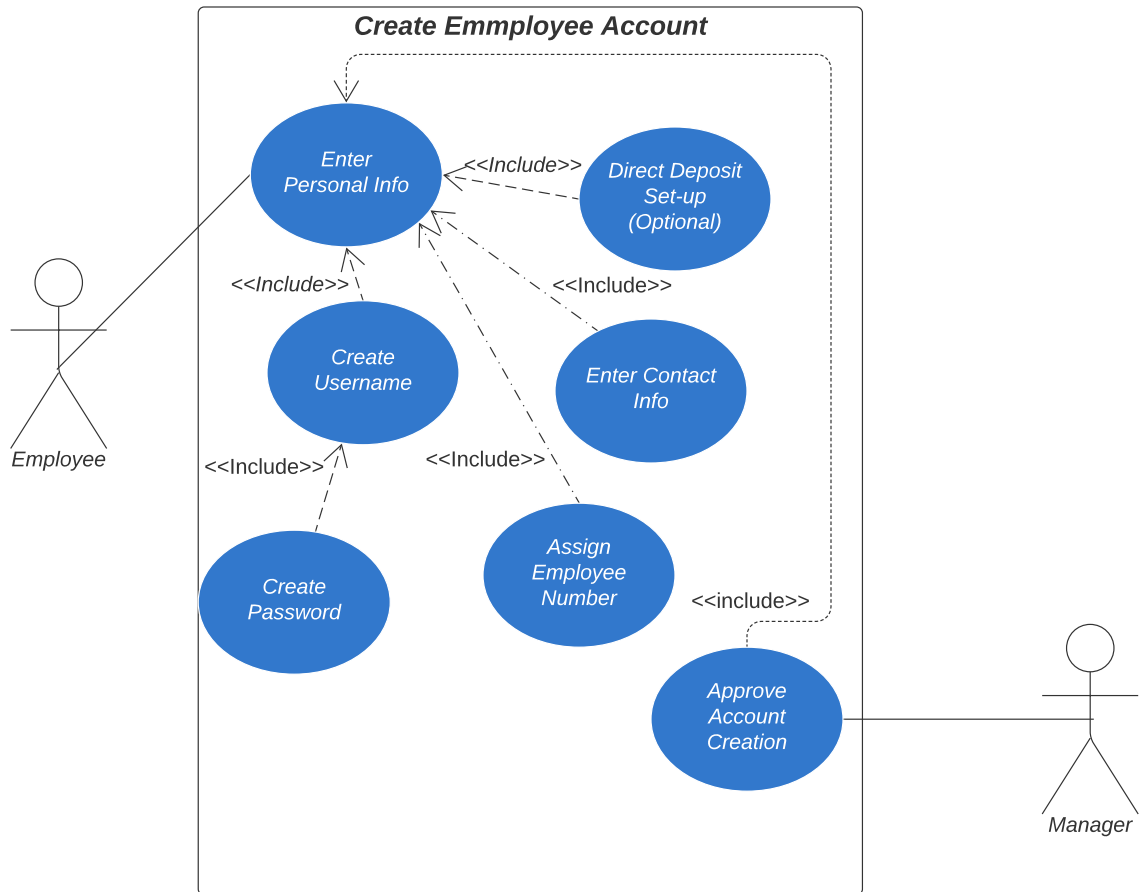 Create Emmployee Account
Enter
Personal Info
<<Include>>
Direct Deposit
Set-up
(Optional)
<<Include>>
<<Include>>
Create
Username
Enter Contact
Info
Employee
<<Include>>
<<Include>>
Create
Password
Assign
Employee
Number
<<include>>
Approve
Account
Creation
Manager